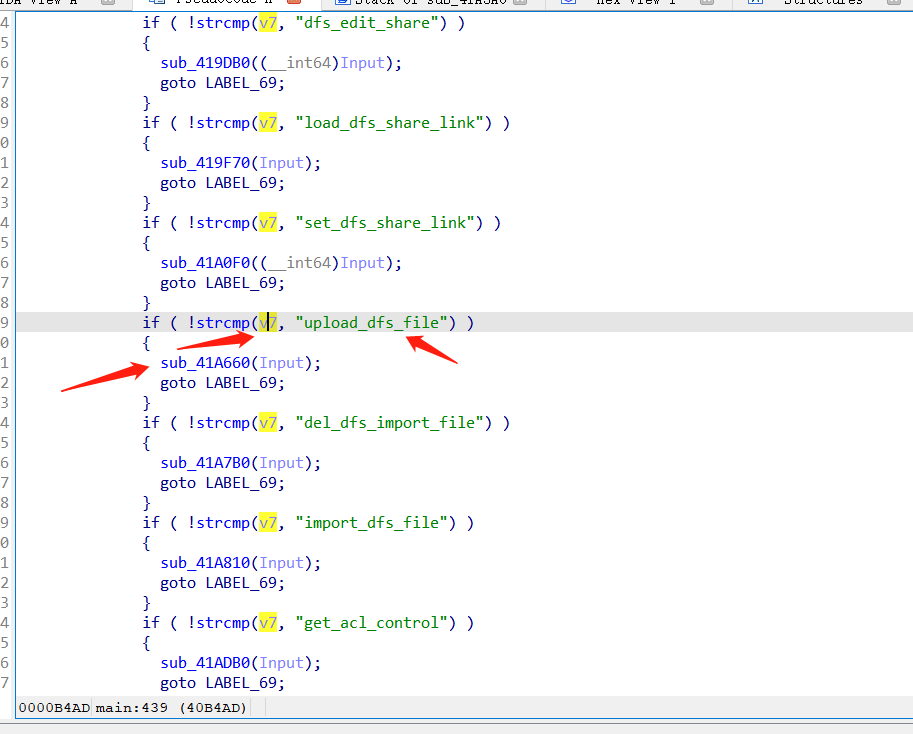 IDA View-A Pseudocode-A Stack of sub_41A3A0 Hex View-1 Structures
4 if ( !strcmp(v7, "dfs_edit_share") )
5 {
6 sub_419DB0((__int64)Input);
7 goto LABEL_69;
8 }
9 if ( !strcmp(v7, "load_dfs_share_link") )
0 {
1 sub_419F70(Input);
2 goto LABEL_69;
3 }
4 if ( !strcmp(v7, "set_dfs_share_link") )
5 {
6 sub_41A0F0((__int64)Input);
7 goto LABEL_69;
8 }
9 if ( !strcmp(v7, "upload_dfs_file") )
0 {
1 sub_41A660(Input);
2 goto LABEL_69;
3 }
4 if ( !strcmp(v7, "del_dfs_import_file") )
5 {
6 sub_41A7B0(Input);
7 goto LABEL_69;
8 }
9 if ( !strcmp(v7, "import_dfs_file") )
0 {
1 sub_41A810(Input);
2 goto LABEL_69;
3 }
4 if ( !strcmp(v7, "get_acl_control") )
5 {
6 sub_41ADB0(Input);
7 goto LABEL_69;
0000B4AD main:439 (40B4AD)